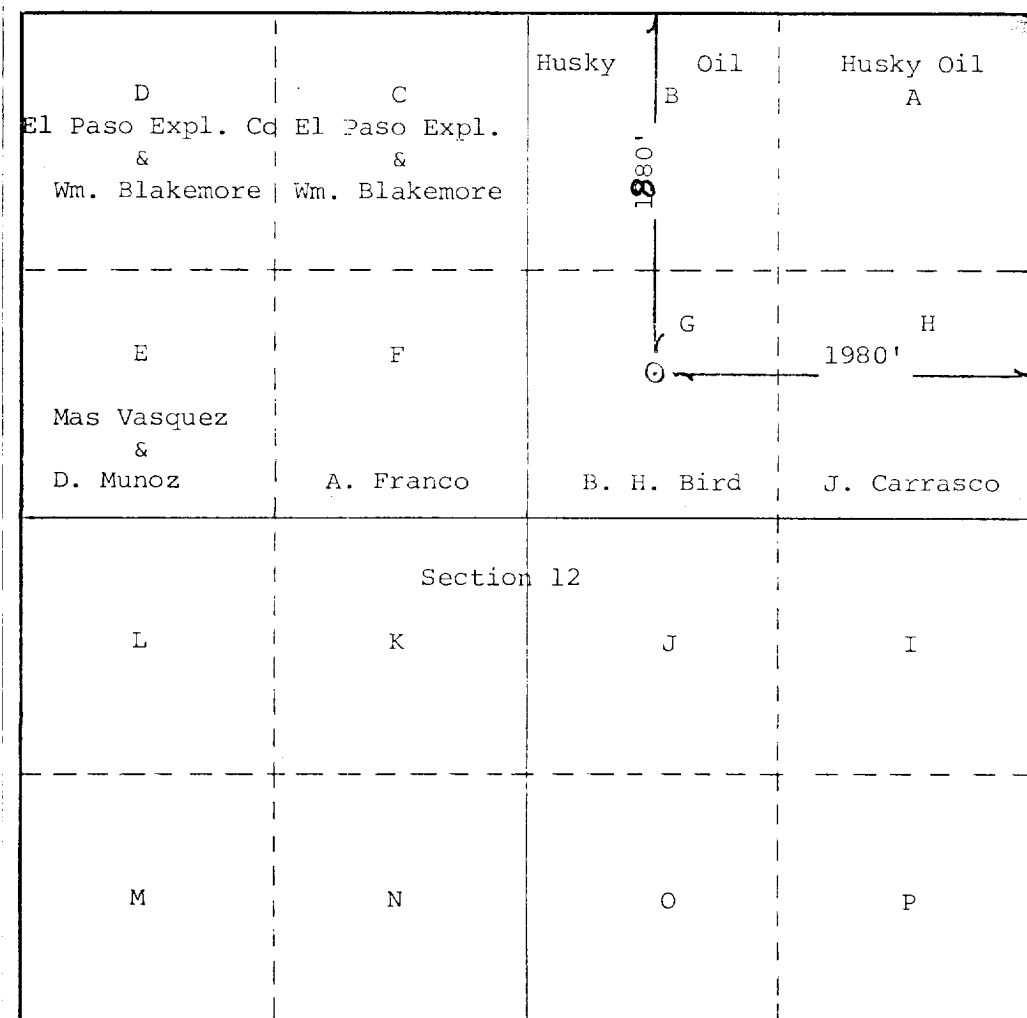 D
El Paso Expl. Co
&
Wm. Blakemore
C
El Paso Expl.
&
Wm. Blakemore
Husky Oil
B
1880'
Husky Oil
A
E
Mas Vasquez
&
D. Munoz
F
A. Franco
G
B. H. Bird
H
1980'
J. Carrasco
Section 12
L
K
J
I
M
N
O
P